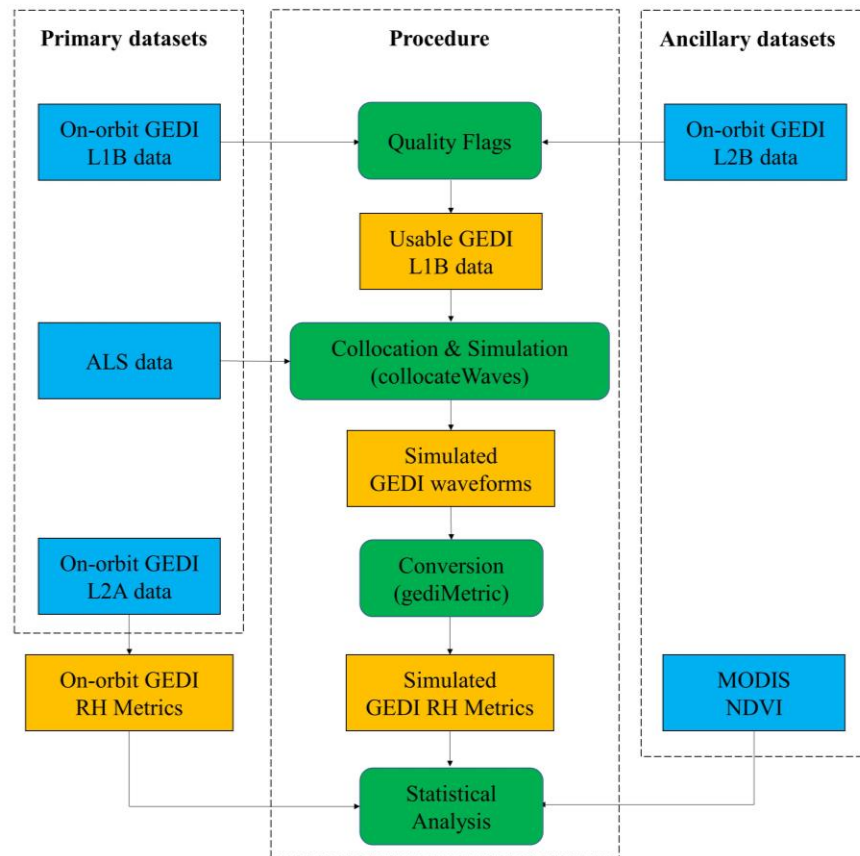 Primary datasets
Procedure
Ancillary datasets
On-orbit GEDI
L1B data
Quality Flags
On-orbit GEDI
L2B data
Usable GEDI
L1B data
ALS data
Collocation & Simulation
(collocateWaves)
Simulated
GEDI waveforms
On-orbit GEDI
L2A data
Conversion
(gediMetric)
On-orbit GEDI
RH Metrics
Simulated
GEDI RH Metrics
MODIS
NDVI
Statistical
Analysis